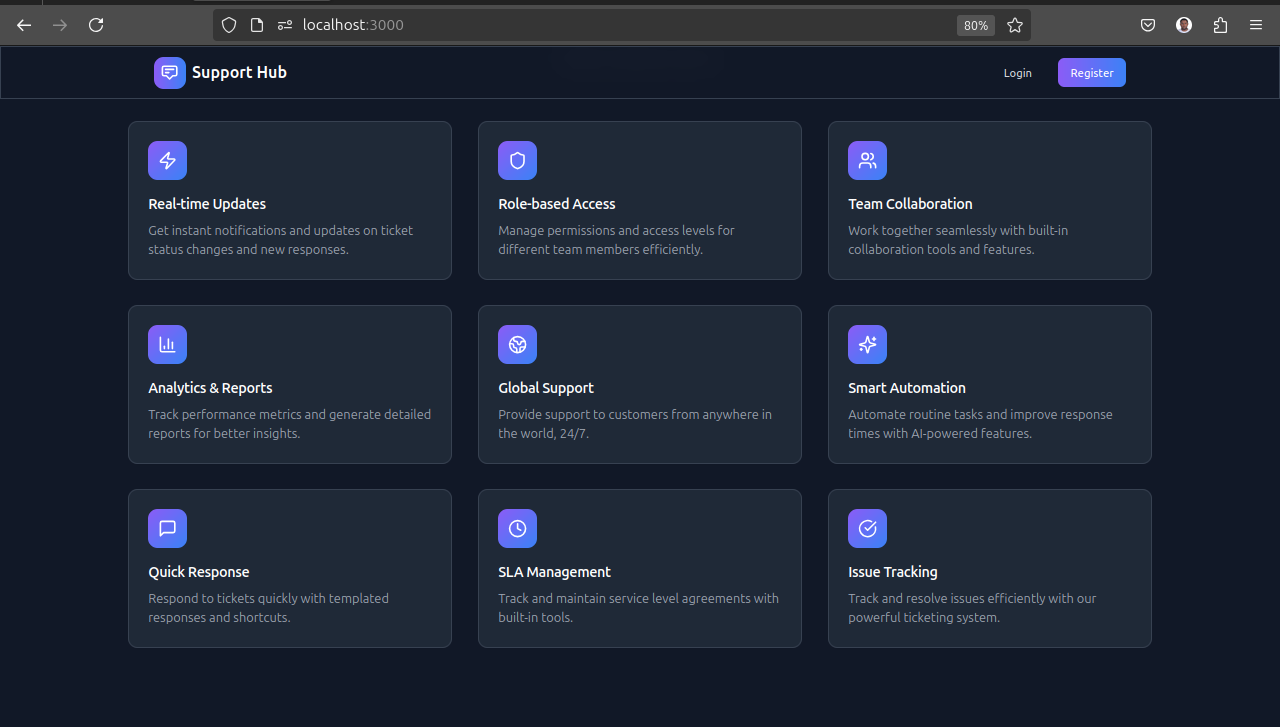 localhost:3000
80%
Support Hub
Login
Register
Real-time Updates
Get instant notifications and updates on ticket
status changes and new responses.
Role-based Access
Manage permissions and access levels for
different team members efficiently.
Team Collaboration
Work together seamlessly with built-in
collaboration tools and features.
Analytics & Reports
Track performance metrics and generate detailed
reports for better insights.
Global Support
Provide support to customers from anywhere in
the world, 24/7.
Smart Automation
Automate routine tasks and improve response
times with AI-powered features.
Quick Response
Respond to tickets quickly with templated
responses and shortcuts.
SLA Management
Track and maintain service level agreements with
built-in tools.
Issue Tracking
Track and resolve issues efficiently with our
powerful ticketing system.